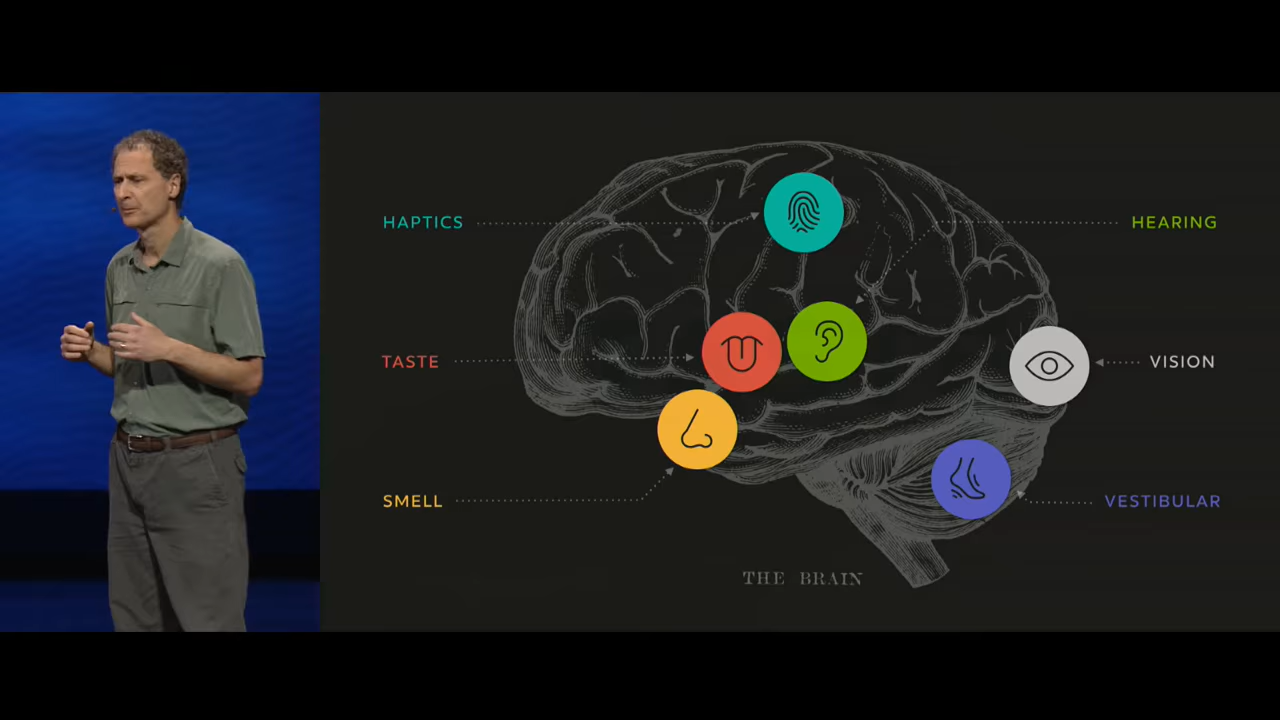 HAPTICS
HEARING
TASTE
VISION
SMELL
VESTIBULAR
THE BRAIN